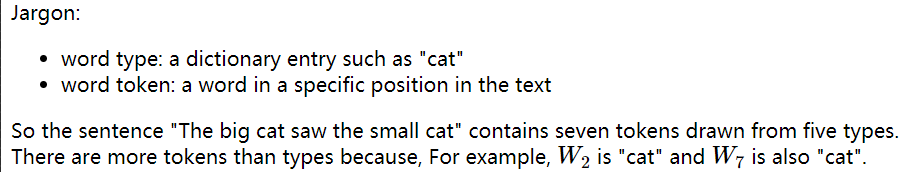 Jargon:
• word type: a dictionary entry such as "cat"
• word token: a word in a specific position in the text
So the sentence "The big cat saw the small cat" contains seven tokens drawn from five types.
There are more tokens than types because, For example, W₂ is "cat" and W₇ is also "cat".